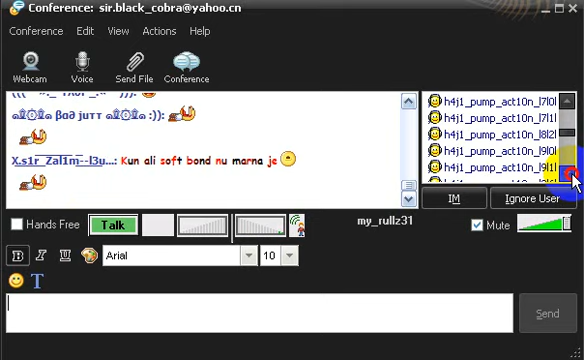 Conference: sir.black_cobra@yahoo.cn
Conference Edit View Actions Help
Webcam Voice Send File Conference
h4j1_pump_act10n_l7l0l
h4j1_pump_act10n_l7l1l
h4j1_pump_act10n_l8l2l
h4j1_pump_act10n_l9l0l
h4j1_pump_act10n_l9l1l
βαd jυττ :)):
X.s1r_Zal1m--l3u...: Kun ali soft bond nu marna je
IM Ignore User
Hands Free Talk my_rullz31 Mute
B I U Arial 10
T
Send